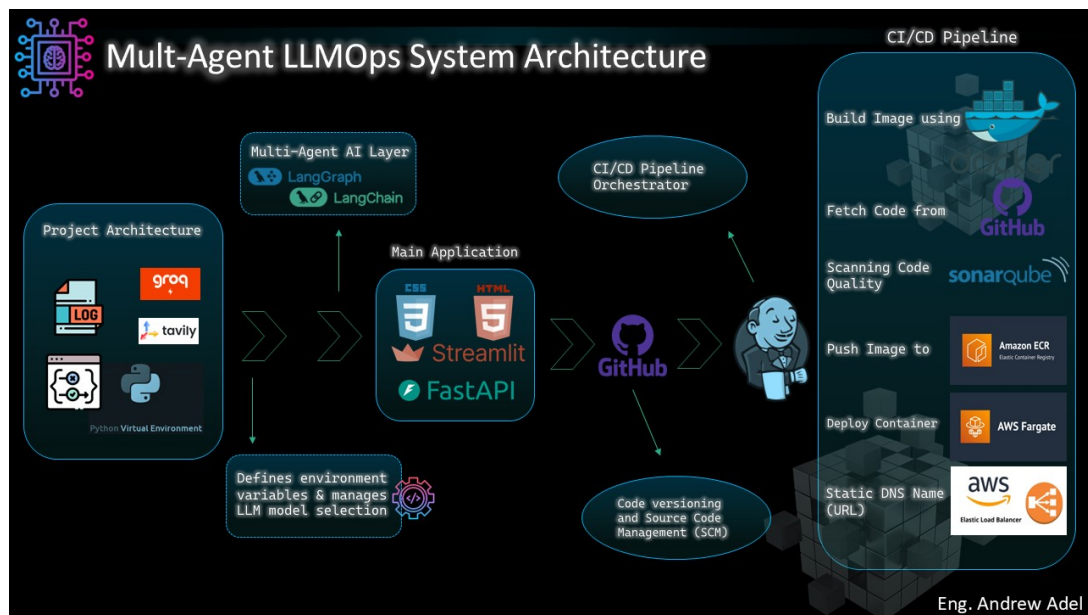 Mult-Agent LLMOps System Architecture
CI/CD Pipeline
Build Image using
Fetch Code from
GitHub
Scanning Code
Quality
sonarqube
Push Image to
Amazon ECR
Elastic Container Registry
Deploy Container
AWS Fargate
Static DNS Name
(URL)
aws
Elastic Load Balancer
Multi-Agent AI Layer
LangGraph
LangChain
CI/CD Pipeline
Orchestrator
Project Architecture
LOG
groq
tavily
Python Virtual Environment
Main Application
CSS
3
HTML
5
Streamlit
FastAPI
GitHub
Defines environment
variables & manages
LLM model selection
Code versioning
and Source Code
Management (SCM)
Eng. Andrew Adel